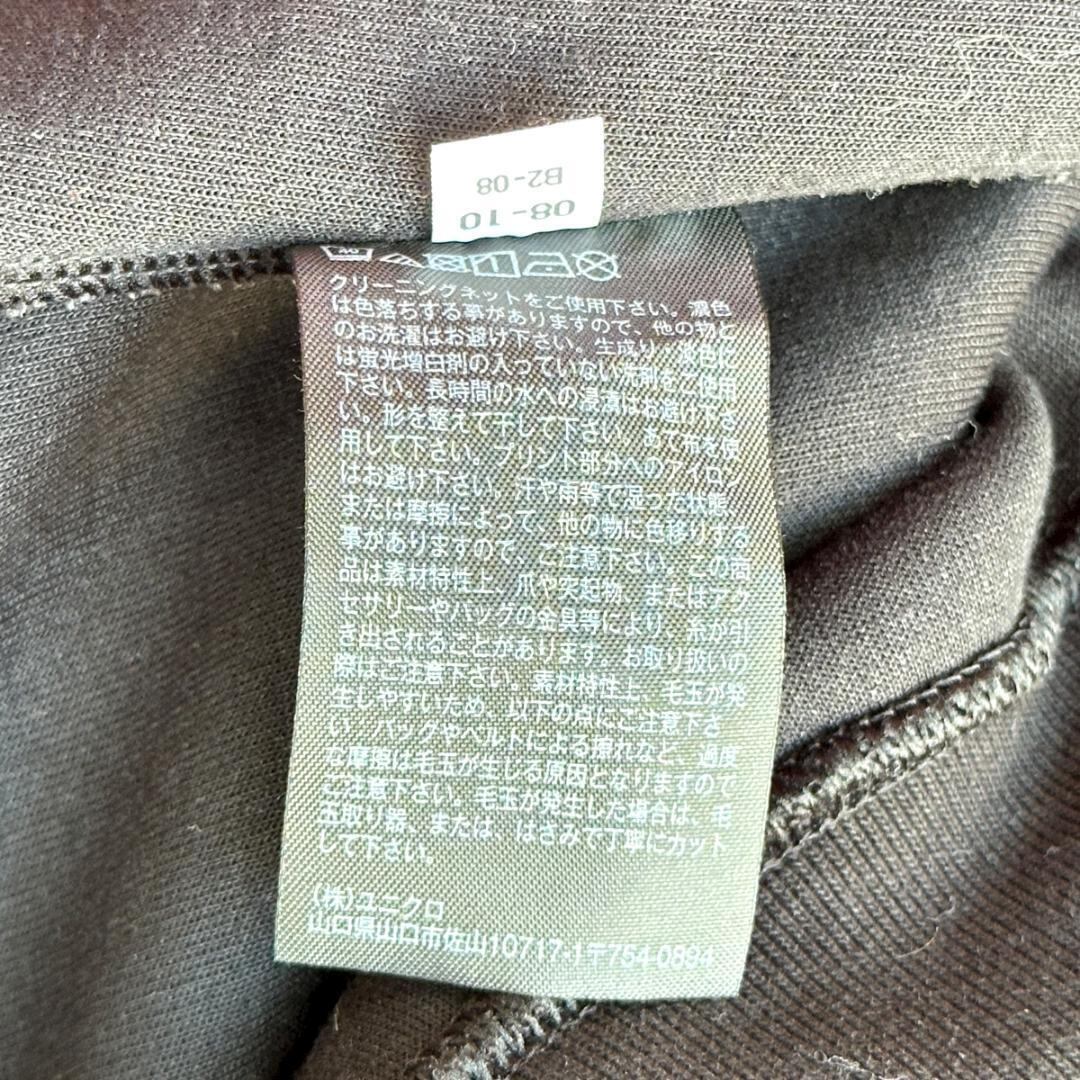 B2-08
08-10
クリーニングネットをご使用下さい。濃色
は色落ちする事がありますので、他の物と
のお洗濯はお避け下さい。生成り、淡色に
は蛍光増白剤の入っていない洗剤をご使用
下さい。長時間の水への浸漬はお避け下さ
い。形を整えて干して下さい。あて布を使
用して下さい。プリント部分へのアイロン
はお避け下さい。汗や雨等で湿った状態
または摩擦によって、他の物に色移りする
事がありますので、ご注意下さい。この商
品は素材特性上、爪や突起物、またはアク
セサリーやバッグの金具等により、糸が引
き出されることがあります。お取り扱いの
際はご注意下さい。素材特性上、毛玉が発
生しやすいため、以下の点にご注意下さ
い。バッグやベルトによる擦れなど、過度
な摩擦は毛玉が生じる原因となりますので
ご注意下さい。毛玉が発生した場合は、毛
玉取り器、または、はさみで丁寧にカット
して下さい。
(株)ユニクロ
山口県山口市佐山10717-1〒754-0894